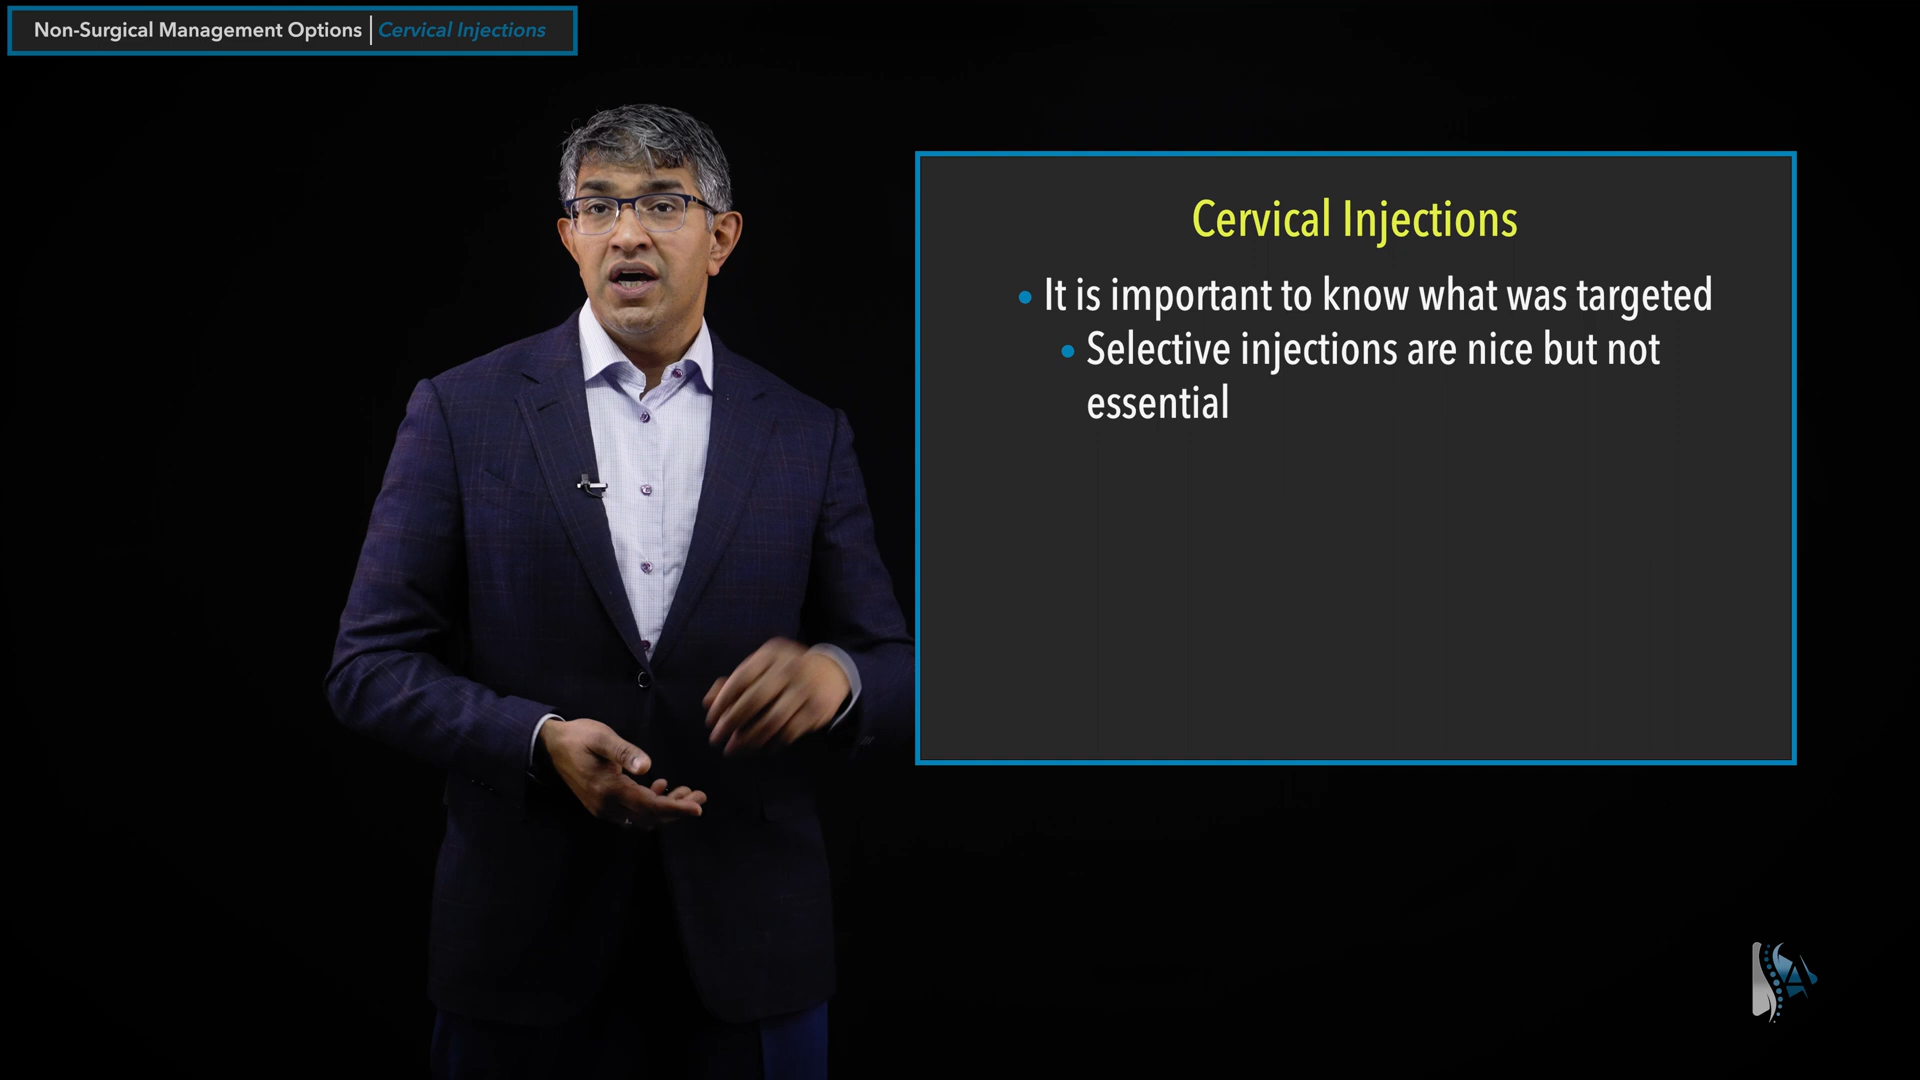 Non-Surgical Management Options | Cervical Injections
Cervical Injections
• It is important to know what was targeted
• Selective injections are nice but not
essential